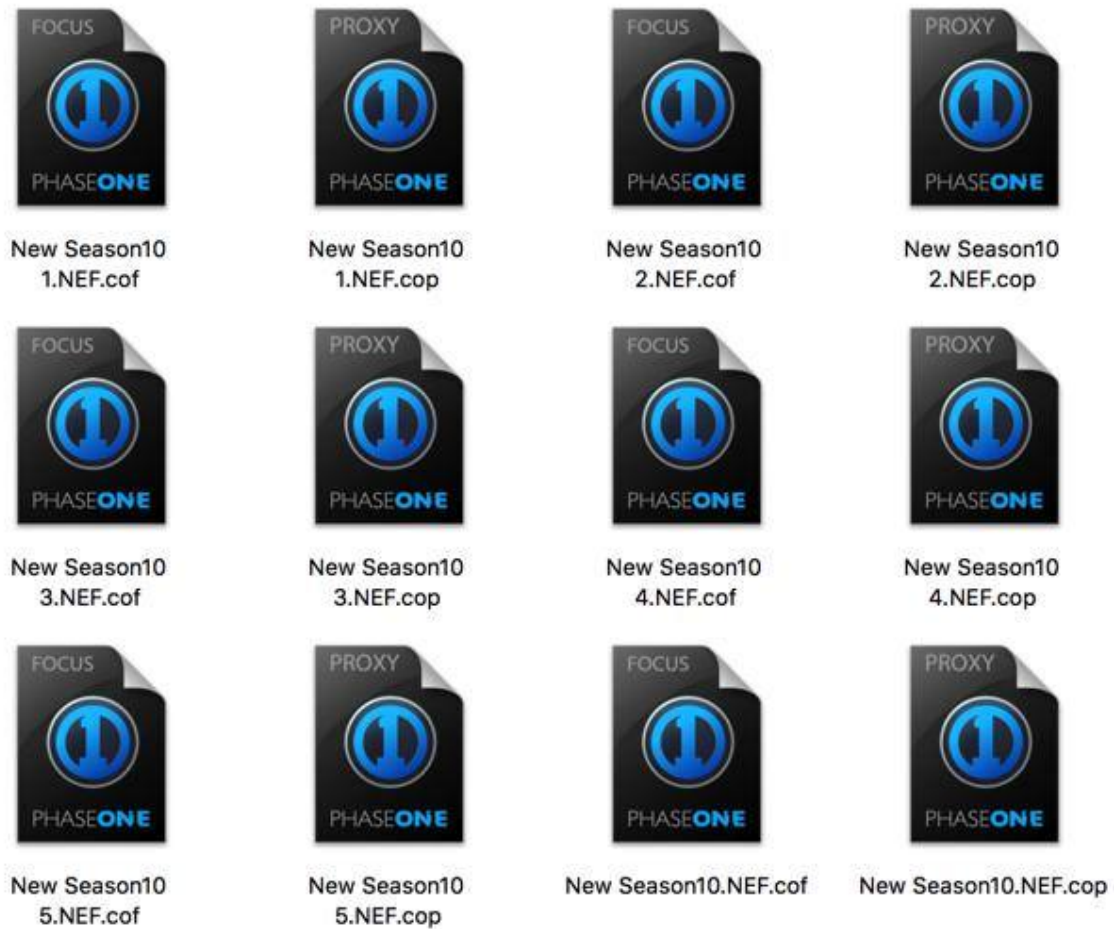 FOCUS
PHASEONE
New Season10
1.NEF.cof
PROXY
PHASEONE
New Season10
1.NEF.cop
FOCUS
PHASEONE
New Season10
2.NEF.cof
PROXY
PHASEONE
New Season10
2.NEF.cop
FOCUS
PHASEONE
New Season10
3.NEF.cof
PROXY
PHASEONE
New Season10
3.NEF.cop
FOCUS
PHASEONE
New Season10
4.NEF.cof
PROXY
PHASEONE
New Season10
4.NEF.cop
FOCUS
PHASEONE
New Season10
5.NEF.cof
PROXY
PHASEONE
New Season10
5.NEF.cop
FOCUS
PHASEONE
New Season10.NEF.cof
PROXY
PHASEONE
New Season10.NEF.cop